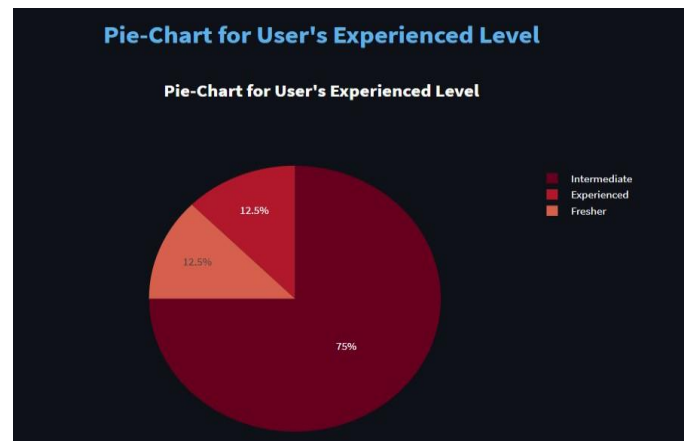 Pie-Chart for User's Experienced Level
Pie-Chart for User's Experienced Level
Intermediate
Experienced
Fresher
12.5%
12.5%
75%